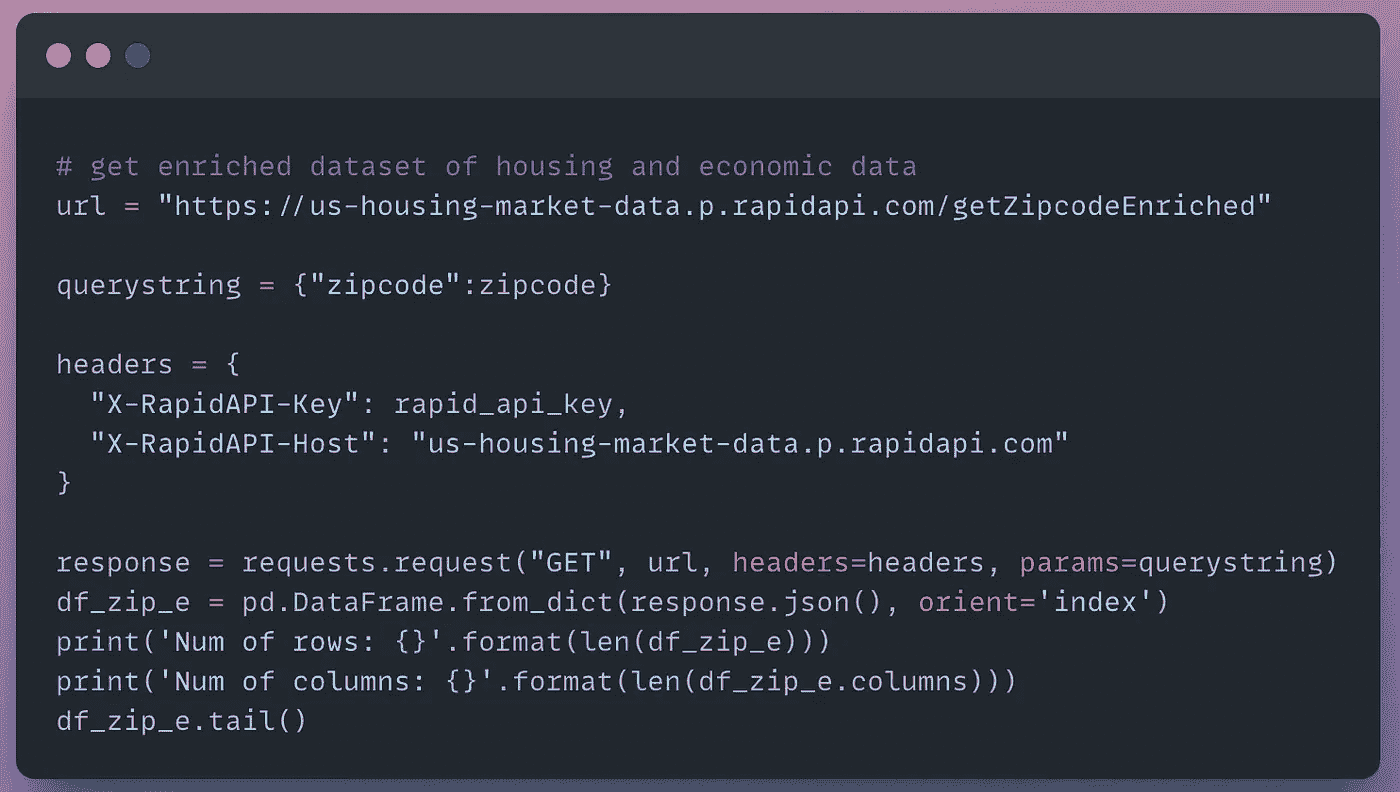 # get enriched dataset of housing and economic data
url = "https://us-housing-market-data.p.rapidapi.com/getZipcodeEnriched"
querystring = {"zipcode":zipcode}
headers = {
  "X-RapidAPI-Key": rapid_api_key,
  "X-RapidAPI-Host": "us-housing-market-data.p.rapidapi.com"
}
response = requests.request("GET", url, headers=headers, params=querystring)
df_zip_e = pd.DataFrame.from_dict(response.json(), orient='index')
print('Num of rows: {}'.format(len(df_zip_e)))
print('Num of columns: {}'.format(len(df_zip_e.columns)))
df_zip_e.tail()